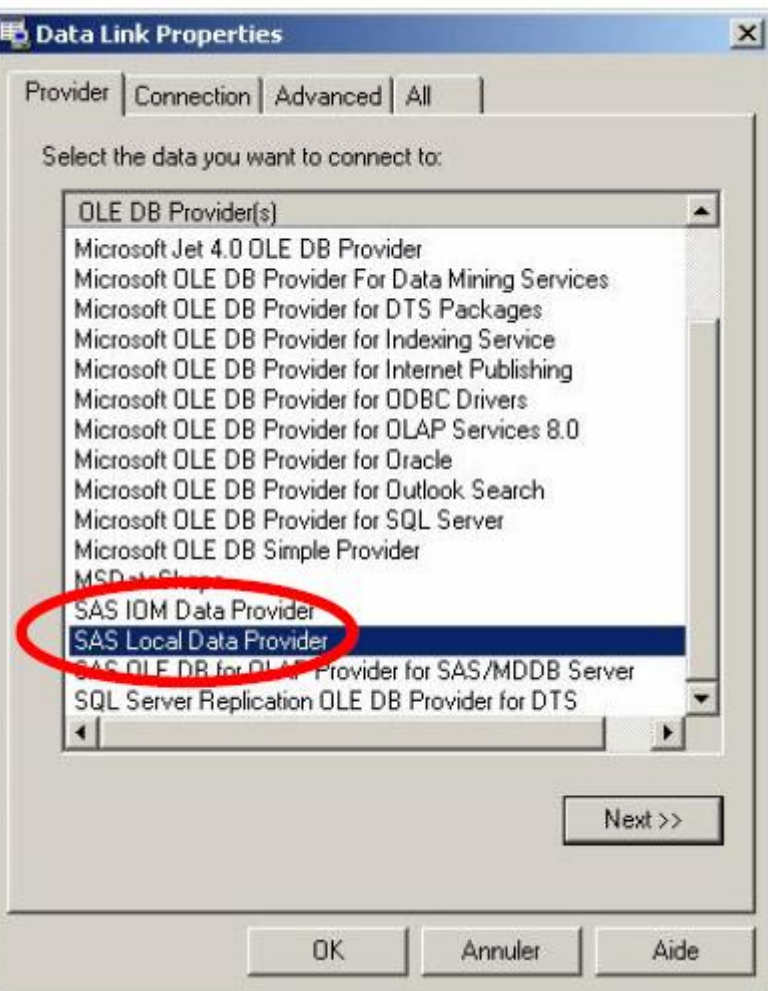 Data Link Properties
Provider Connection Advanced All
Select the data you want to connect to:
OLE DB Provider(s)
Microsoft Jet 4.0 OLE DB Provider
Microsoft OLE DB Provider For Data Mining Services
Microsoft OLE DB Provider for DTS Packages
Microsoft OLE DB Provider for Indexing Service
Microsoft OLE DB Provider for Internet Publishing
Microsoft OLE DB Provider for ODBC Drivers
Microsoft OLE DB Provider for OLAP Services 8.0
Microsoft OLE DB Provider for Oracle
Microsoft OLE DB Provider for Outlook Search
Microsoft OLE DB Provider for SQL Server
Microsoft OLE DB Simple Provider
MSDataShape
SAS IOM Data Provider
SAS Local Data Provider
SAS OLE DB for OLAP Provider for SAS/MDDB Server
SQL Server Replication OLE DB Provider for DTS
Next >>
OK Annuler Aide